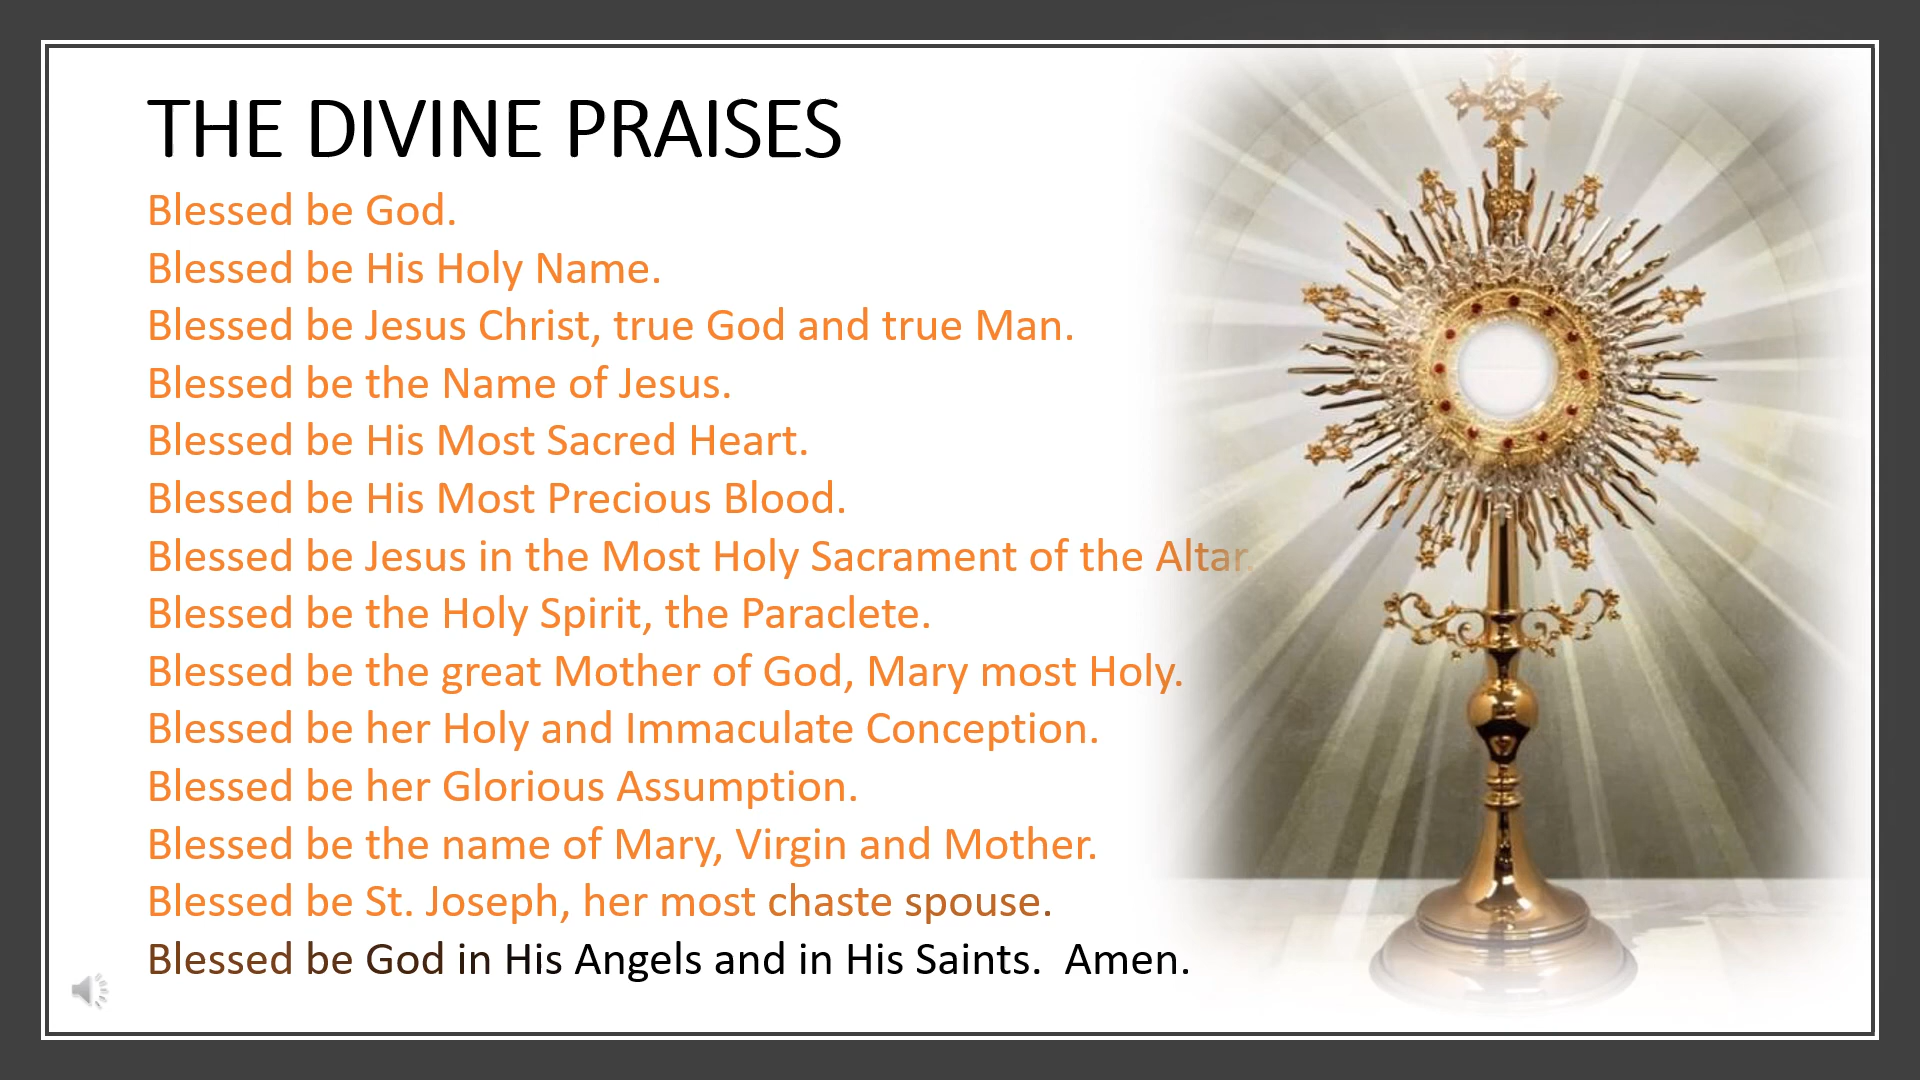 THE DIVINE PRAISES
Blessed be God.
Blessed be His Holy Name.
Blessed be Jesus Christ, true God and true Man.
Blessed be the Name of Jesus.
Blessed be His Most Sacred Heart.
Blessed be His Most Precious Blood.
Blessed be Jesus in the Most Holy Sacrament of the Altar.
Blessed be the Holy Spirit, the Paraclete.
Blessed be the great Mother of God, Mary most Holy.
Blessed be her Holy and Immaculate Conception.
Blessed be her Glorious Assumption.
Blessed be the name of Mary, Virgin and Mother.
Blessed be St. Joseph, her most chaste spouse.
Blessed be God in His Angels and in His Saints.  Amen.